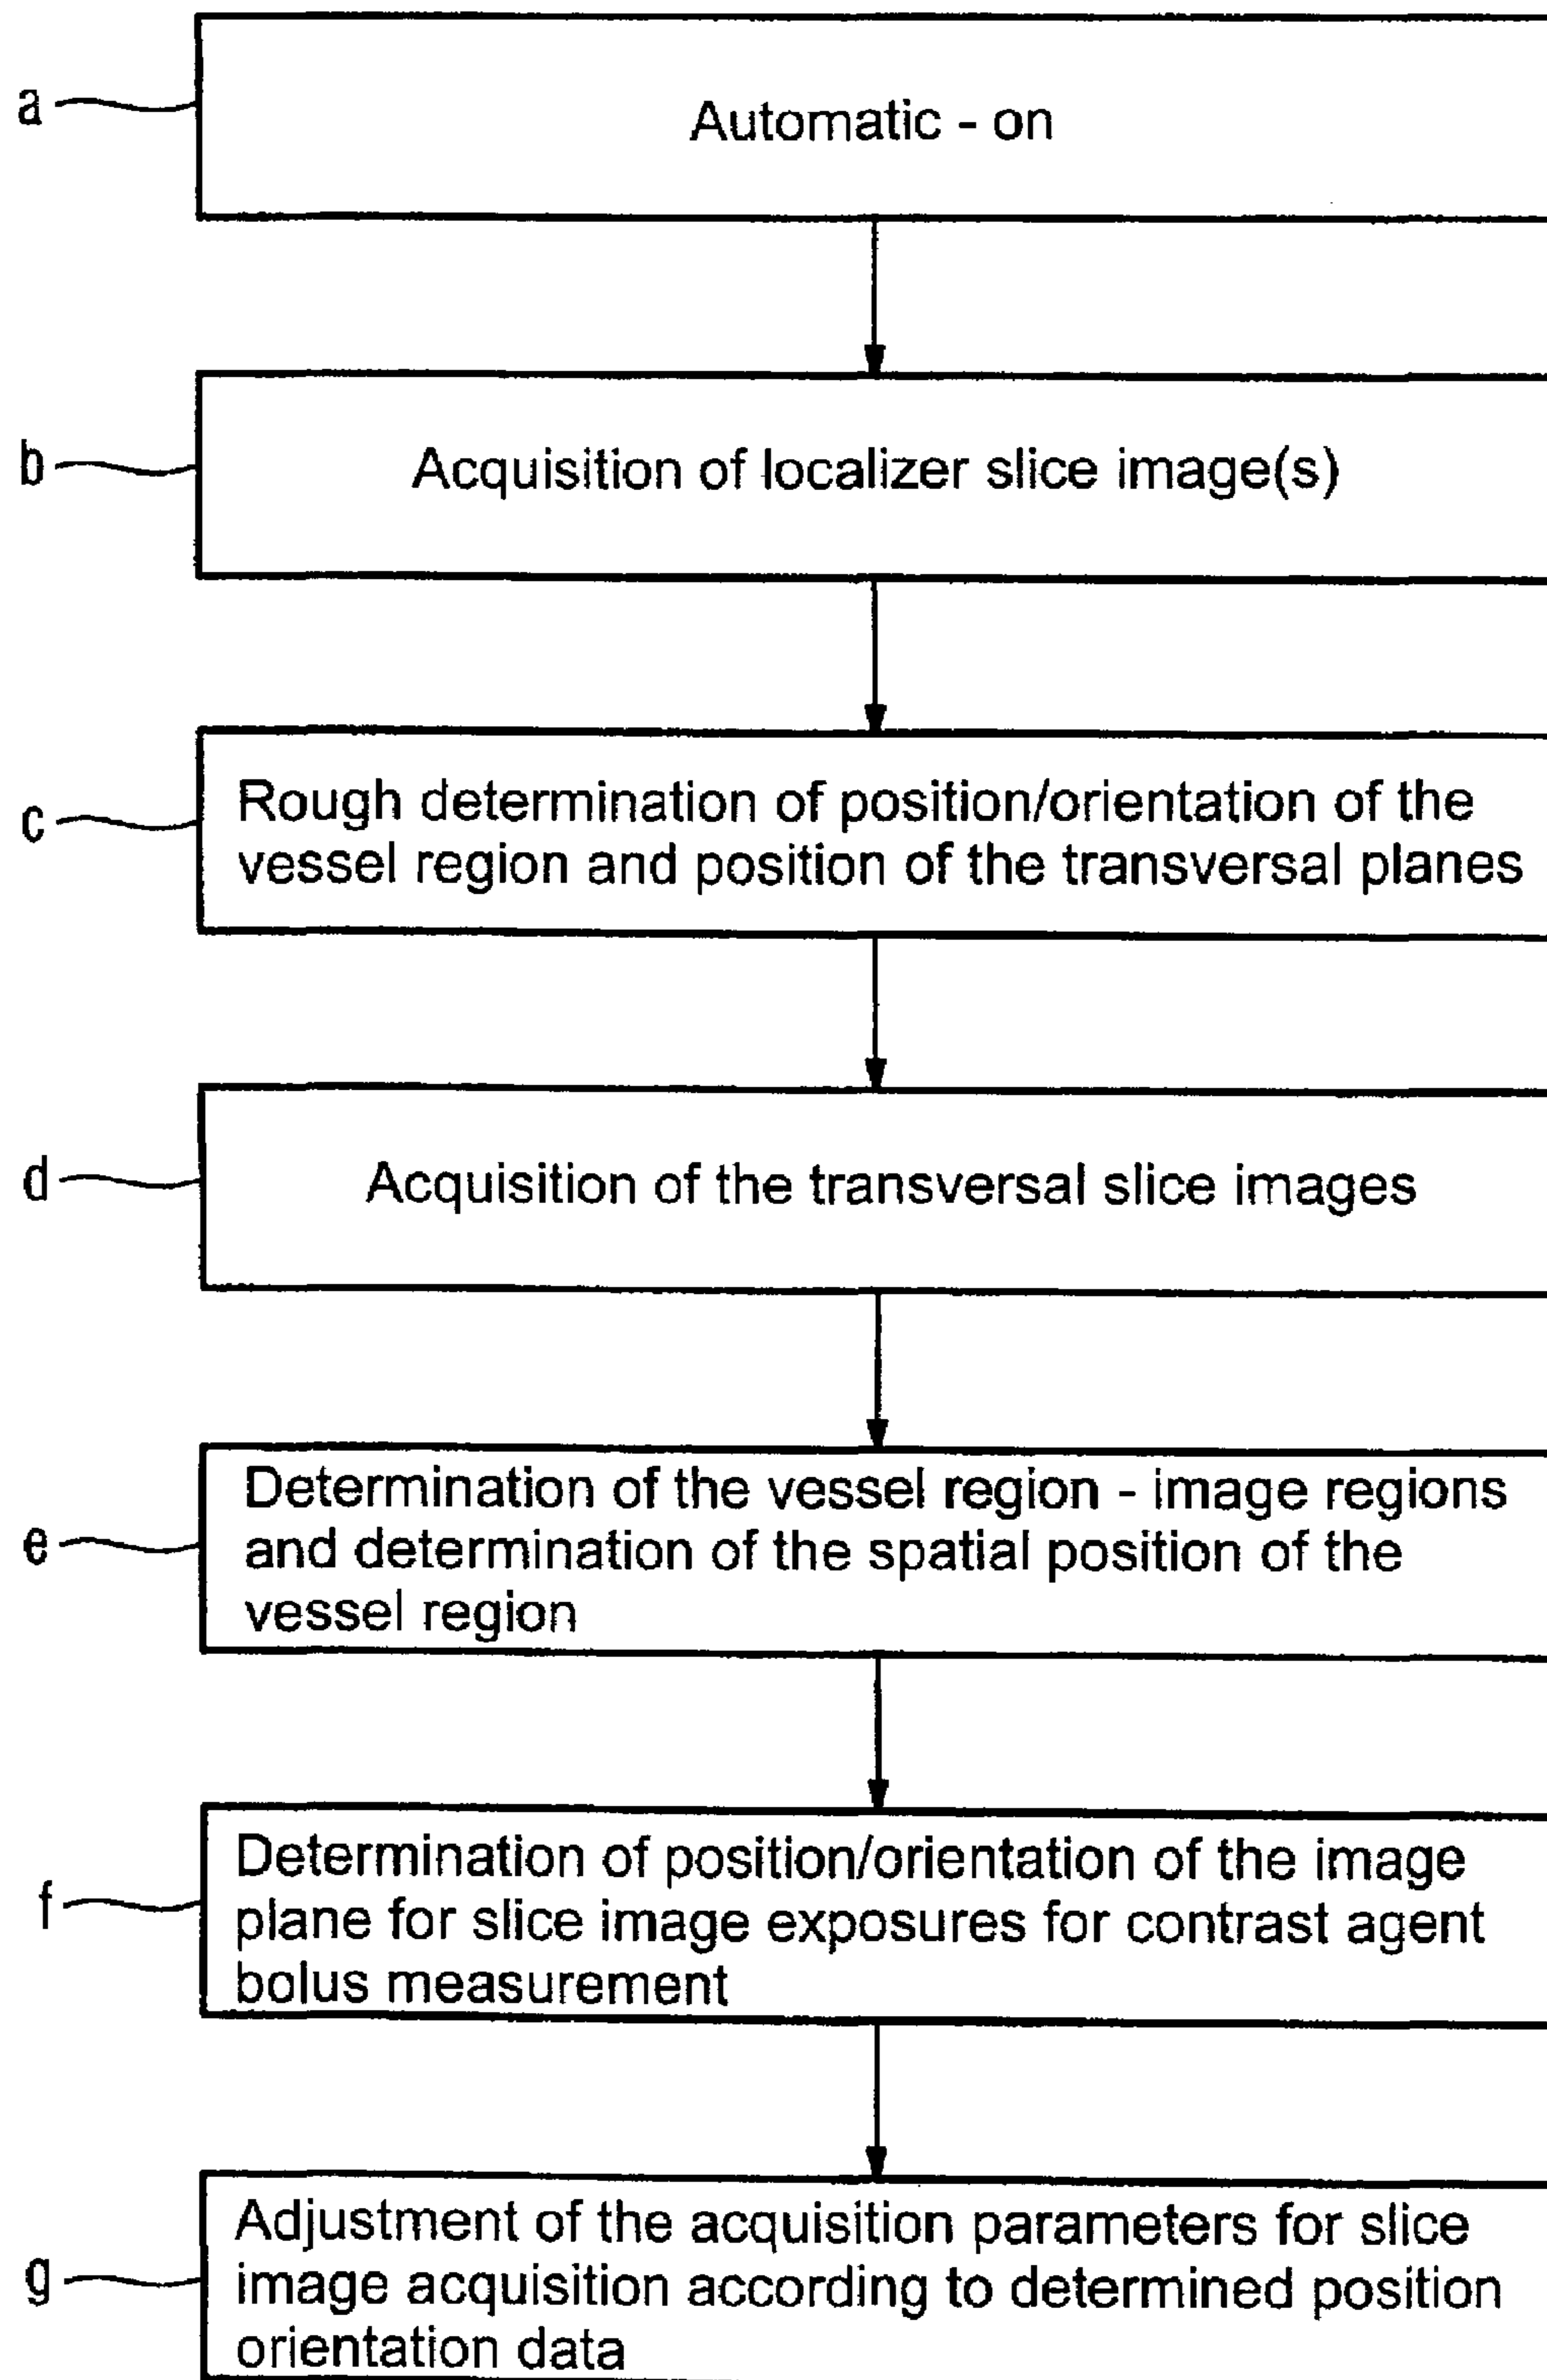 a
Automatic - on
b
Acquisition of localizer slice image(s)
c
Rough determination of position/orientation of the
vessel region and position of the transversal planes
d
Acquisition of the transversal slice images
e
Determination of the vessel region - image regions
and determination of the spatial position of the
vessel region
f
Determination of position/orientation of the image
plane for slice image exposures for contrast agent
bolus measurement
g
Adjustment of the acquisition parameters for slice
image acquisition according to determined position
orientation data